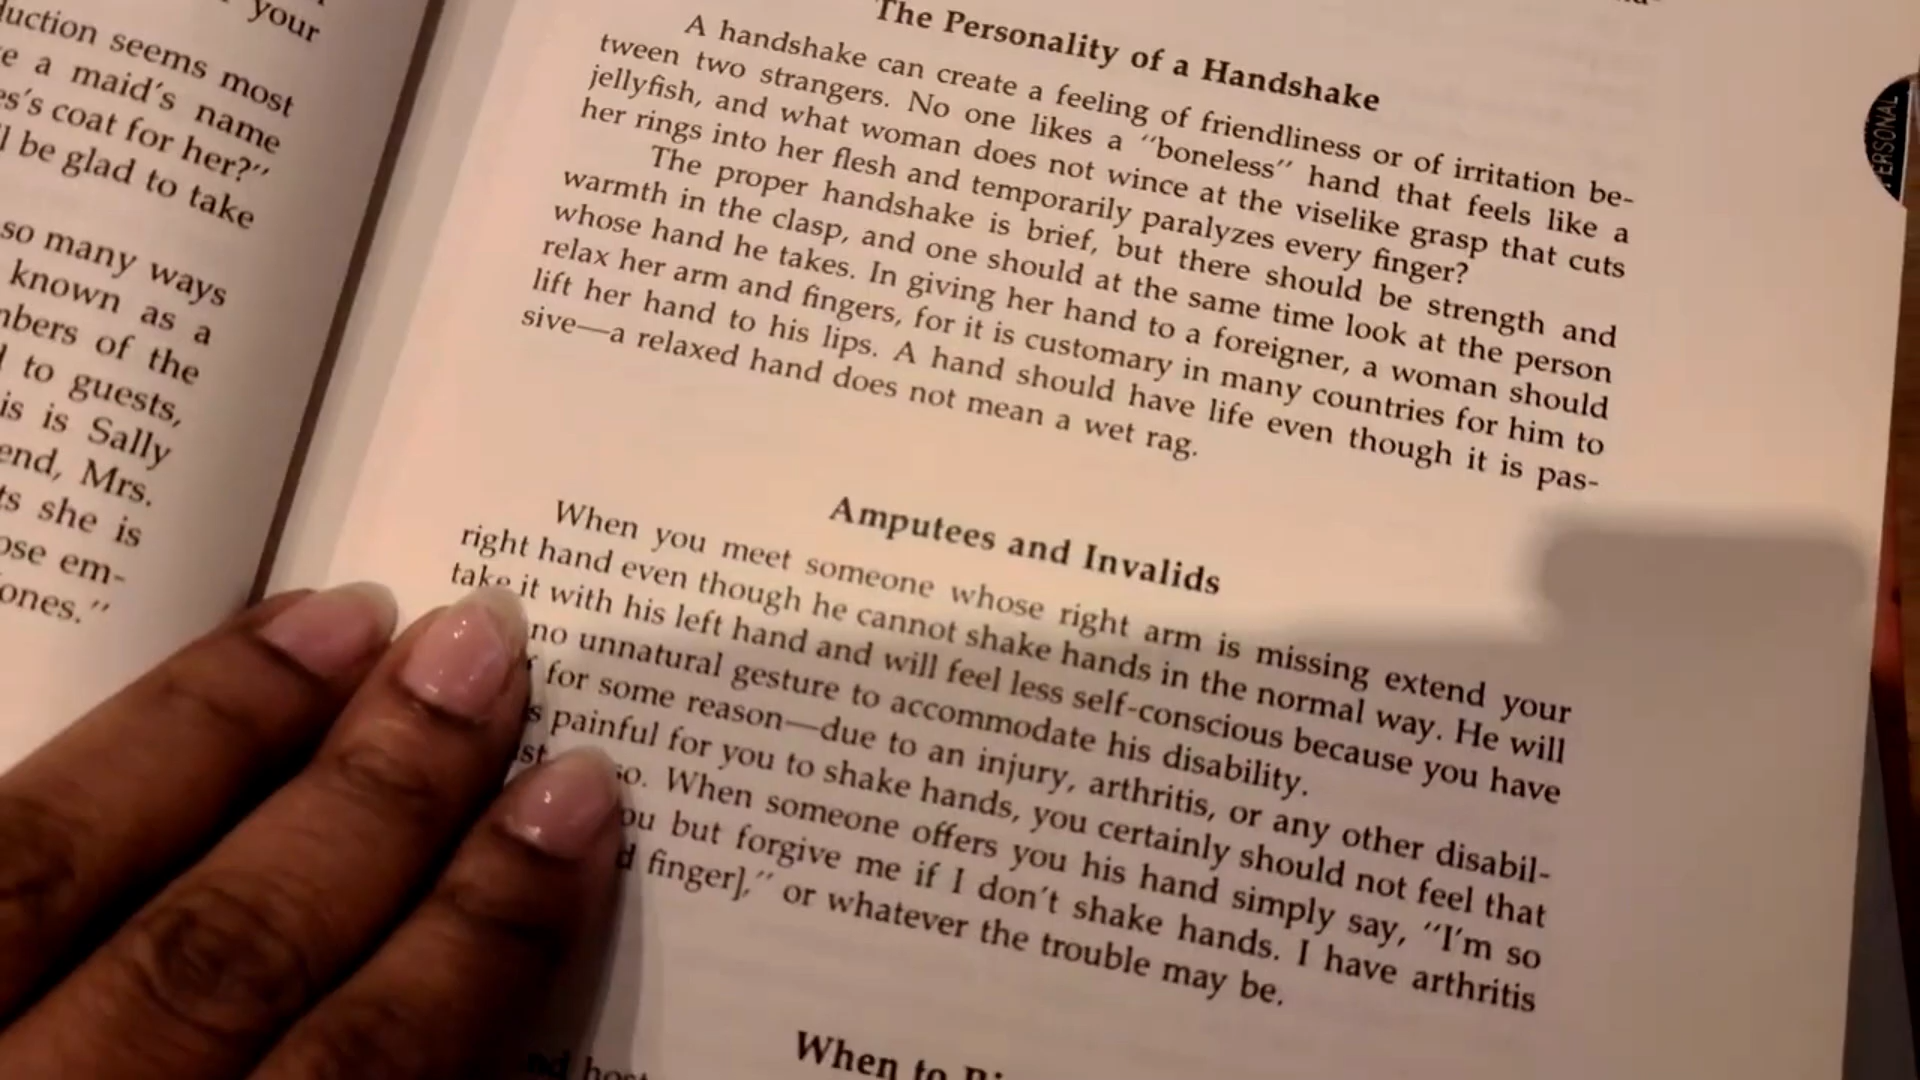 your
uction seems most
e a maid's name
es's coat for her?"
ll be glad to take
so many ways
known as a
mbers of the
to guests,
is is Sally
end, Mrs.
ts she is
ose em-
ones."
The Personality of a Handshake
A handshake can create a feeling of friendliness or of irritation be-
tween two strangers. No one likes a "boneless" hand that feels like a
jellyfish, and what woman does not wince at the viselike grasp that cuts
her rings into her flesh and temporarily paralyzes every finger?
The proper handshake is brief, but there should be strength and
warmth in the clasp, and one should at the same time look at the person
whose hand he takes. In giving her hand to a foreigner, a woman should
relax her arm and fingers, for it is customary in many countries for him to
lift her hand to his lips. A hand should have life even though it is pas-
sive—a relaxed hand does not mean a wet rag.
Amputees and Invalids
When you meet someone whose right arm is missing extend your
right hand even though he cannot shake hands in the normal way. He will
take it with his left hand and will feel less self-conscious because you have
no unnatural gesture to accommodate his disability.
for some reason—due to an injury, arthritis, or any other disabil-
s painful for you to shake hands, you certainly should not feel that
so. When someone offers you his hand simply say, "I'm so
ou but forgive me if I don't shake hands. I have arthritis
d finger]," or whatever the trouble may be.
When to
host
PERSONAL